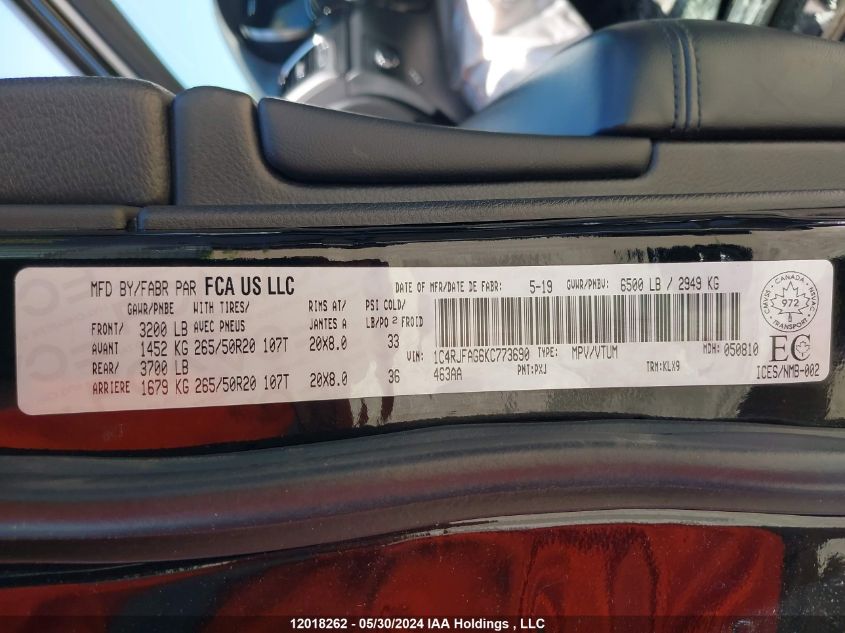 MFD BY/FABR PAR FCA US LLC
DATE OF MFR/DATE DE FABR: 5-19 GVWR/PNBV: 6500 LB / 2949 KG
GAWR/PNBE WITH TIRES/ RIMS AT/ PSI COLD/
FRONT/ 3200 LB AVEC PNEUS JANTES A LB/PO² FROID
AVANT 1452 KG 265/50R20 107T 20X8.0 33
REAR/ 3700 LB
ARRIERE 1679 KG 265/50R20 107T 20X8.0 36
VIN: 1C4RJFAG6KC773690 TYPE: MPV/VTUM MDH: 050810
463AA PNT: PXJ TRM: KLX9
CANADA
CMVSS NSVAC
972
TRANSPORT
EC
ICES/NMB-002
12018262 - 05/30/2024 IAA Holdings , LLC